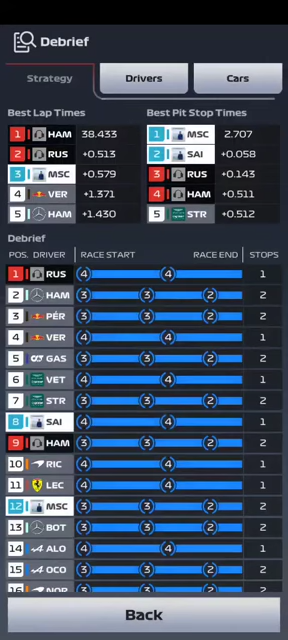 Debrief
Strategy Drivers Cars
Best Lap Times Best Pit Stop Times
1 HAM 38.433 1 MSC 2.707
2 RUS +0.513 2 SAI +0.058
3 MSC +0.579 3 RUS +0.143
4 VER +1.371 4 HAM +0.511
5 HAM +1.430 5 STR +0.512
Debrief
POS. DRIVER RACE START RACE END STOPS
1 RUS 4 4 1
2 HAM 3 3 2 2
3 PÉR 3 3 2 2
4 VER 4 4 1
5 GAS 3 3 2 2
6 VET 4 4 1
7 STR 3 3 2 2
8 SAI 4 4 1
9 HAM 3 3 2 2
10 RIC 4 4 1
11 LEC 4 4 1
12 MSC 3 3 2 2
13 BOT 3 3 2 2
14 ALO 4 4 1
15 OCO 3 3 2 2
16 NOR
Back